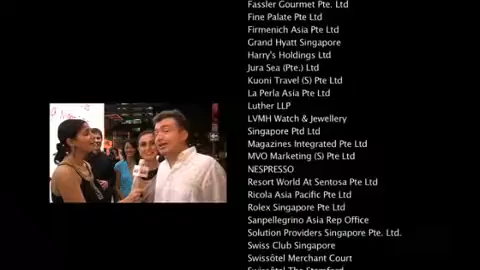 Fassler Gourmet Pte. Ltd
Fine Palate Pte Ltd
Firmenich Asia Pte Ltd
Grand Hyatt Singapore
Harry's Holdings Ltd
Jura Sea (Pte.) Ltd
Kuoni Travel (S) Pte Ltd
La Perla Asia Pte Ltd
Luther LLP
LVMH Watch & Jewellery
Singapore Ptd Ltd
Magazines Integrated Pte Ltd
MVO Marketing (S) Pte Ltd
NESPRESSO
Resort World At Sentosa Pte Ltd
Ricola Asia Pacific Pte Ltd
Rolex Singapore Pte Ltd
Sanpellegrino Asia Rep Office
Solution Providers Singapore Pte. Ltd.
Swiss Club Singapore
Swissôtel Merchant Court
Swissôtel The Stamford